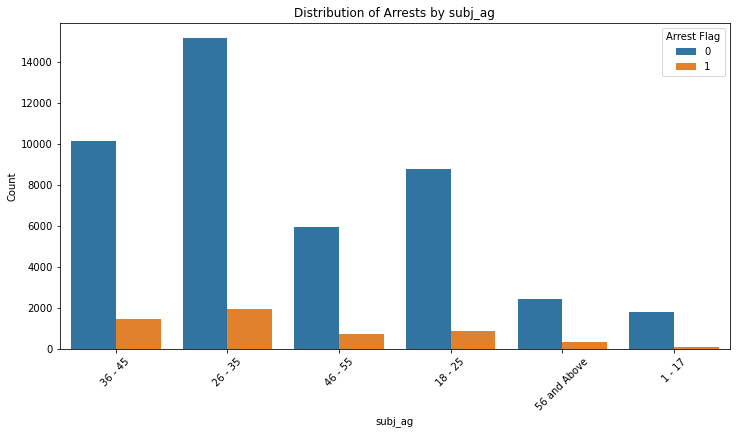 Distribution of Arrests by subj_ag
Arrest Flag
0
1
Count
14000
12000
10000
8000
6000
4000
2000
0
36 - 45
26 - 35
46 - 55
18 - 25
56 and Above
1 - 17
subj_ag